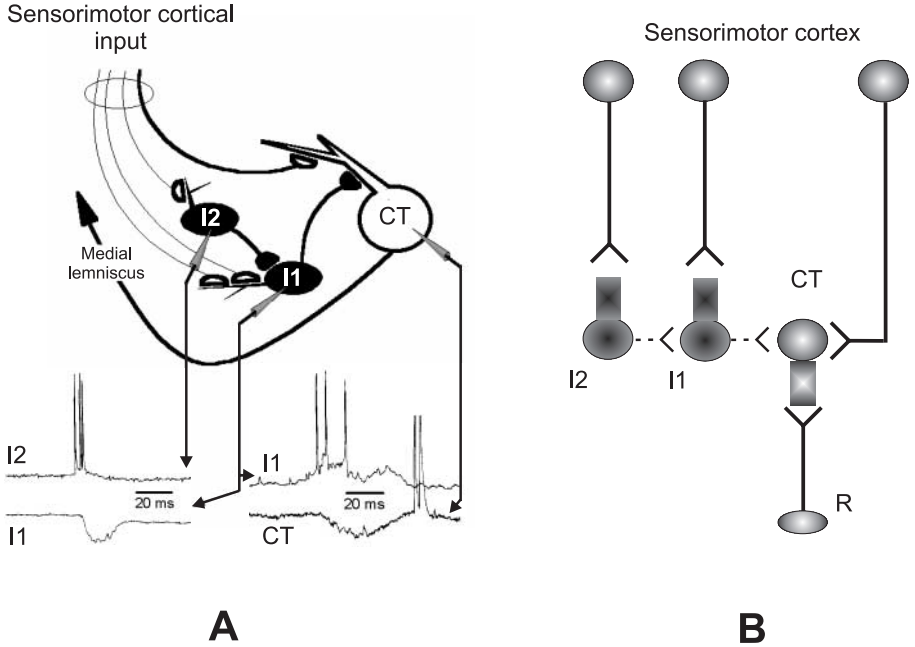 Sensorimotor cortical
input
I2
CT
Medial
lemniscus
I1
I2
20 ms
I1
I1
20 ms
CT
A
Sensorimotor cortex
CT
I2
I1
R
B